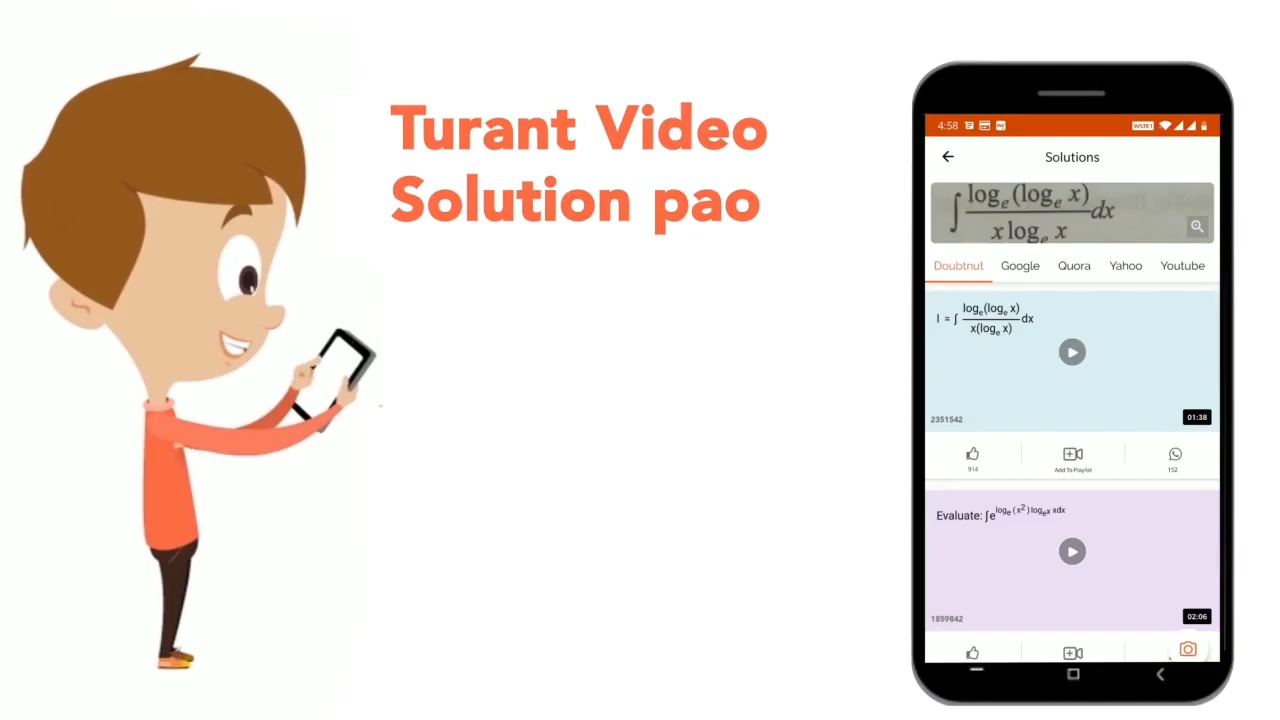 Turant Video
Solution pao
4:58
Solutions
∫ logₑ(logₑ x)/(x logₑ x) dx
Doubtnut Google Quora Yahoo Youtube
I = ∫ logₑ(logₑ x)/(x(logₑ x)) dx
2351542 01:38
914 Add To Playlist 152
Evaluate: ∫e^(logₑ(x²)logₑx xdx)
1859842 02:06